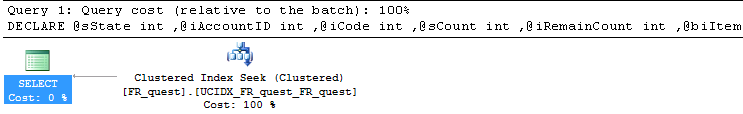 Query 1: Query cost (relative to the batch): 100%
DECLARE @sState int ,@iAccountID int ,@iCode int ,@sCount int ,@iRemainCount int ,@biItem
SELECT
Cost: 0 %
Clustered Index Seek (Clustered)
[FR_quest].[UCIDX_FR_quest_FR_quest]
Cost: 100 %